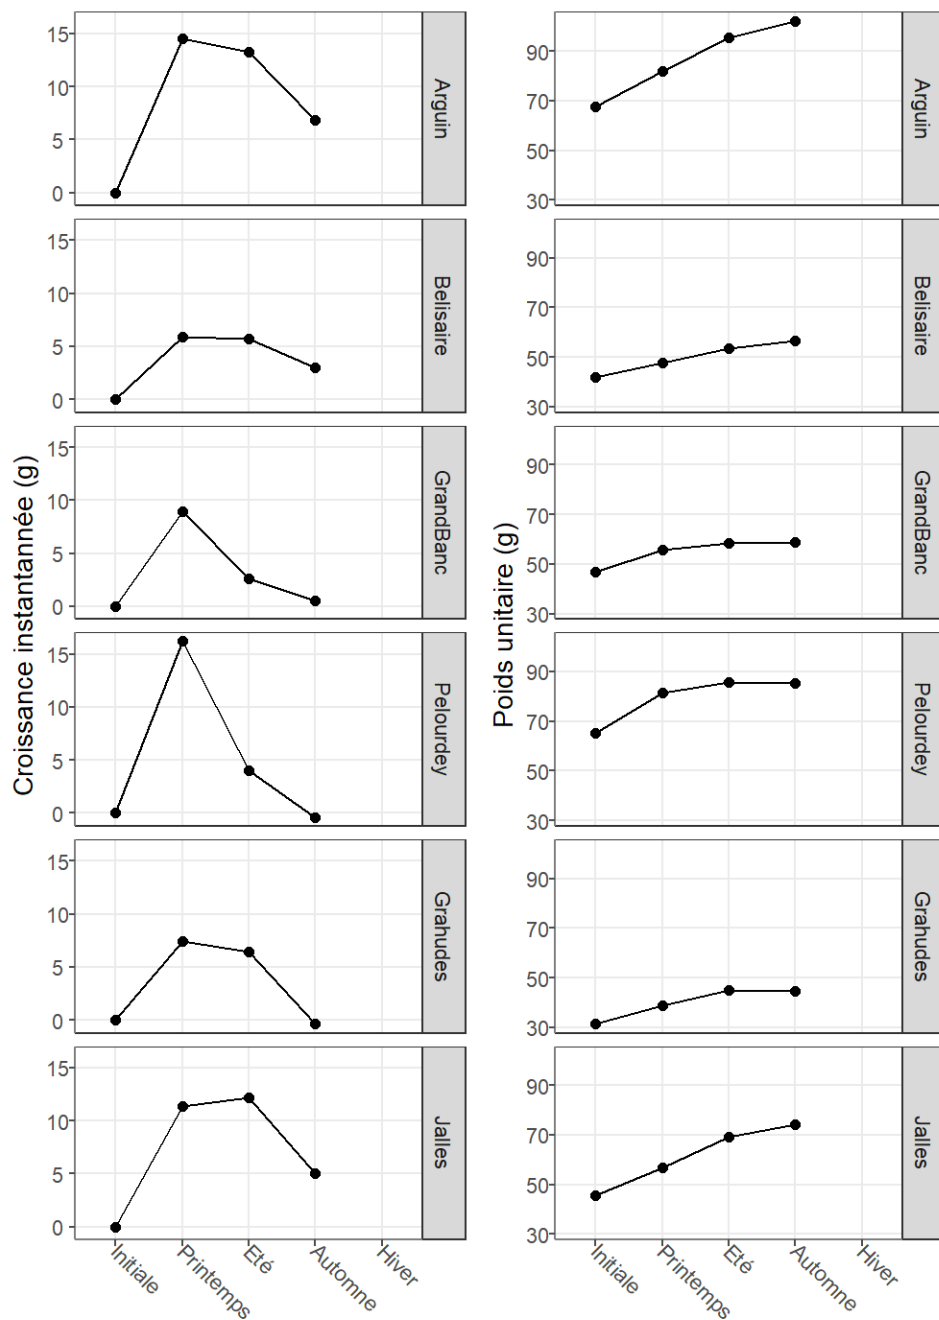 Croissance instantannée (g)
15
10
5
0
Arguin
15
10
5
0
Belisaire
15
10
5
0
GrandBanc
15
10
5
0
Pelourdey
15
10
5
0
Grahudes
15
10
5
0
Jalles
Initiale
Printemps
Eté
Automne
Hiver
Poids unitaire (g)
90
70
50
30
Arguin
90
70
50
30
Belisaire
90
70
50
30
GrandBanc
90
70
50
30
Pelourdey
90
70
50
30
Grahudes
90
70
50
30
Jalles
Initiale
Printemps
Eté
Automne
Hiver